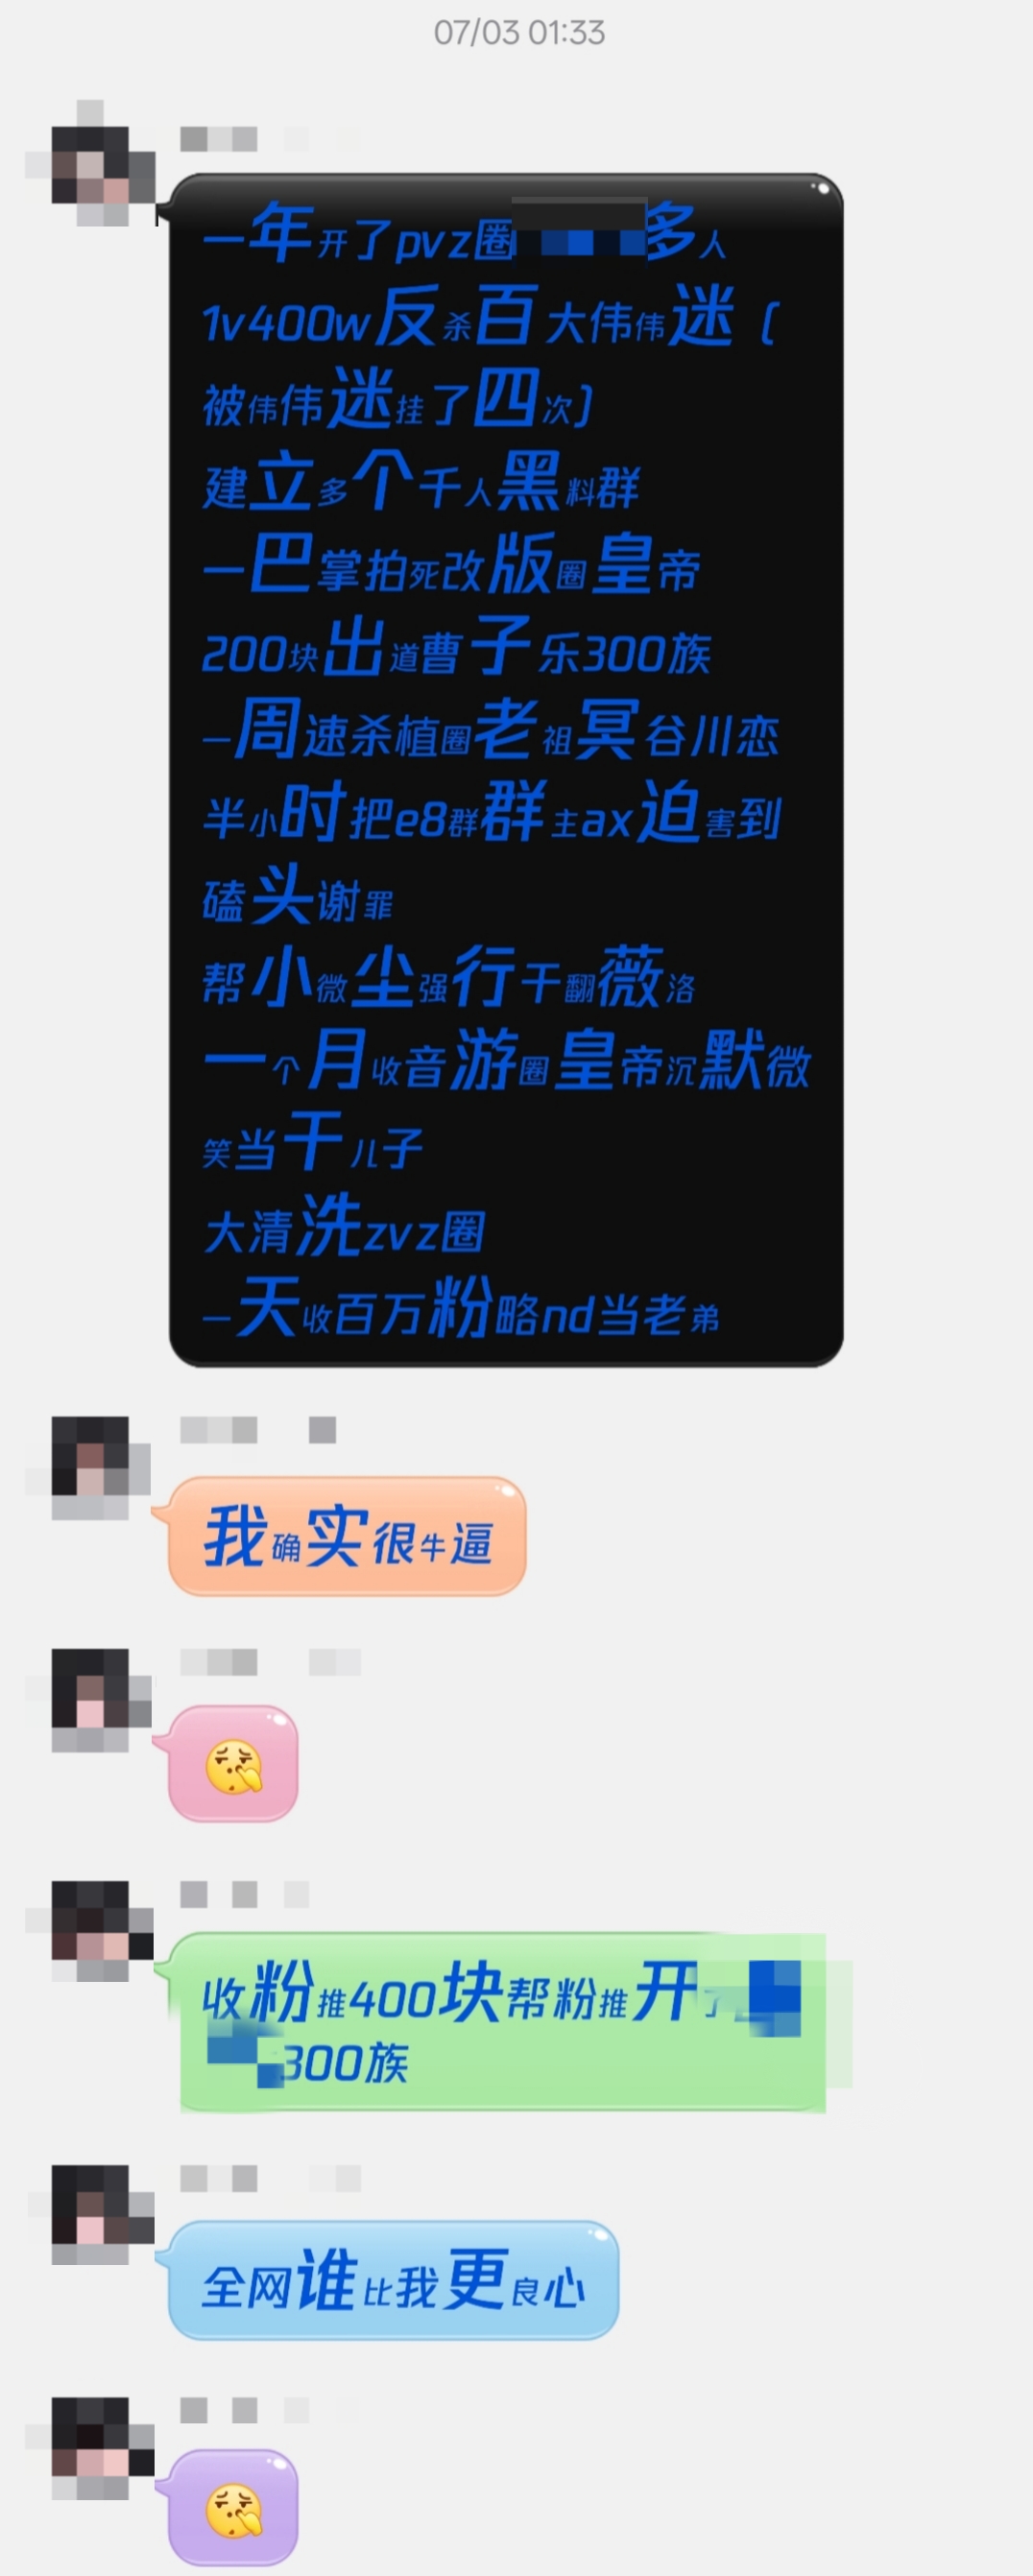 07/03 01:33
一年开了pvz圈多人
1v400w反杀百大伟伟迷（
被伟伟迷挂了四次）
建立多个千人黑料群
一巴掌拍死改版圈皇帝
200块出道曹子乐300族
一周速杀植圈老祖冥谷川恋
半小时把e8群群主ax迫害到
磕头谢罪
帮小微尘强行干翻薇洛
一个月收音游圈皇帝沉默微
笑当干儿子
大清洗zvz圈
一天收百万粉略nd当老弟
我确实很牛逼
收粉推400块帮粉推开了
300族
全网谁比我更良心